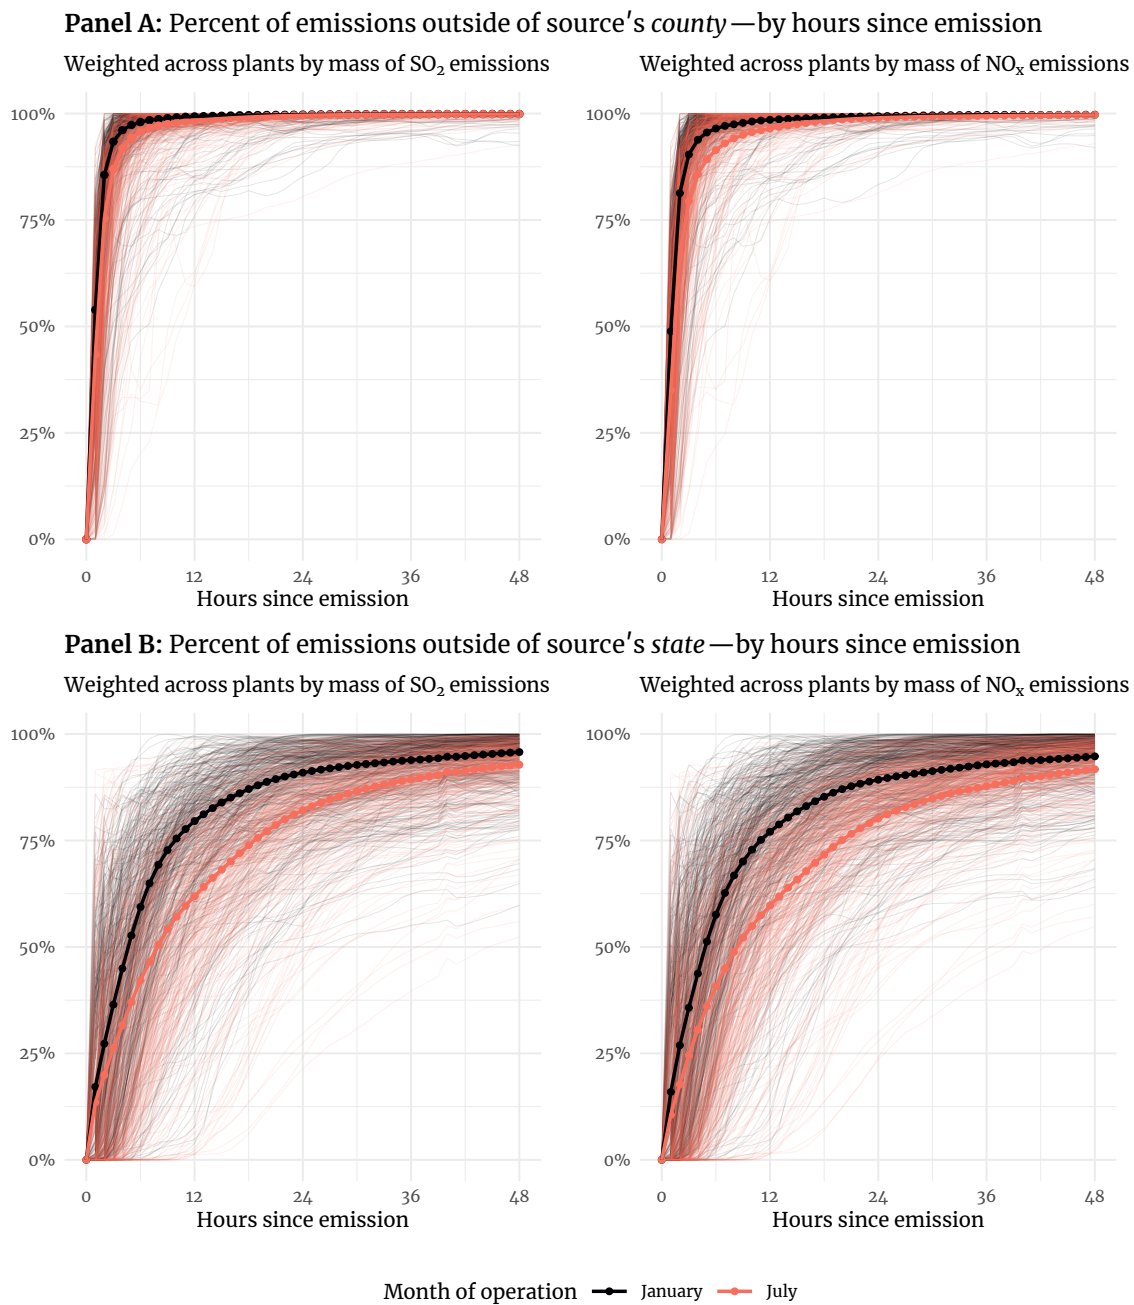 Panel A: Percent of emissions outside of source's county—by hours since emission
Weighted across plants by mass of SO₂ emissions
Weighted across plants by mass of NOₓ emissions
100%
75%
50%
25%
0%
0 12 24 36 48
Hours since emission
100%
75%
50%
25%
0%
0 12 24 36 48
Hours since emission
Panel B: Percent of emissions outside of source's state—by hours since emission
Weighted across plants by mass of SO₂ emissions
Weighted across plants by mass of NOₓ emissions
100%
75%
50%
25%
0%
0 12 24 36 48
Hours since emission
100%
75%
50%
25%
0%
0 12 24 36 48
Hours since emission
Month of operation January July